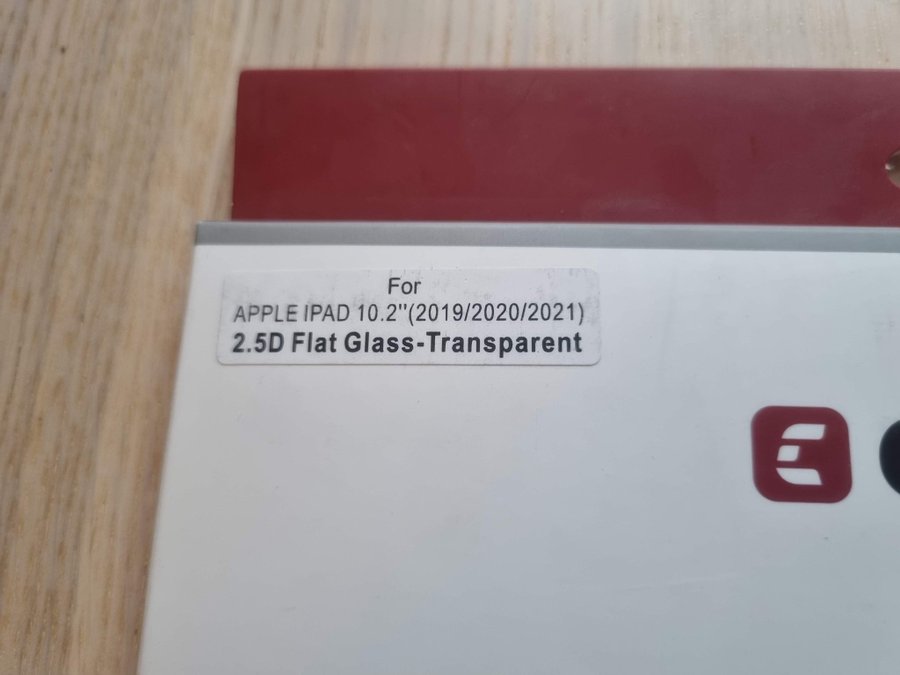 For
APPLE IPAD 10.2''(2019/2020/2021)
2.5D Flat Glass-Transparent
E